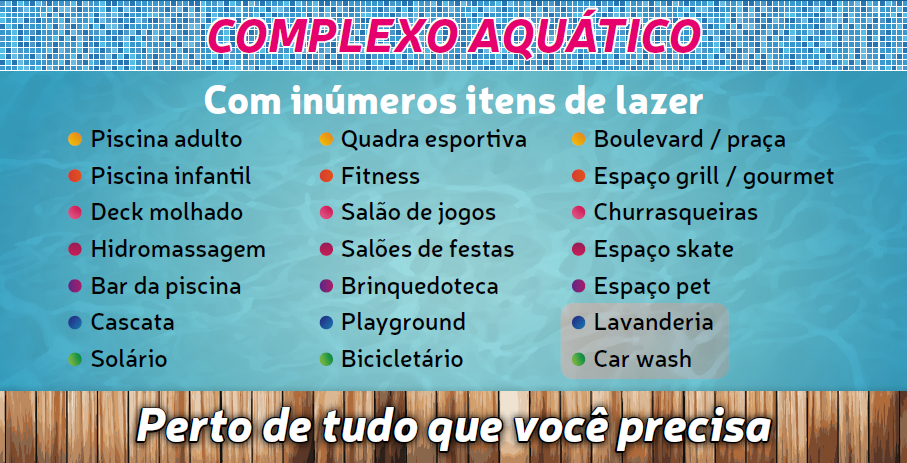 COMPLEXO AQUÁTICO
Com inúmeros itens de lazer
Piscina adulto
Piscina infantil
Deck molhado
Hidromassagem
Bar da piscina
Cascata
Solário
Quadra esportiva
Fitness
Salão de jogos
Salões de festas
Brinquedoteca
Playground
Bicicletário
Boulevard / praça
Espaço grill / gourmet
Churrasqueiras
Espaço skate
Espaço pet
Lavanderia
Car wash
Perto de tudo que você precisa